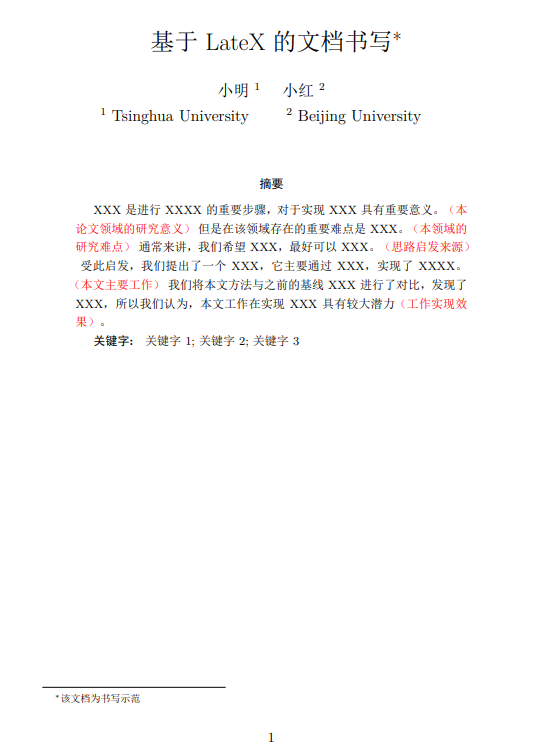 基于 LateX 的文档书写*
小明 1 小红 2
1 Tsinghua University 2 Beijing University
摘要
XXX 是进行 XXXX 的重要步骤，对于实现 XXX 具有重要意义。（本
论文领域的研究意义） 但是在该领域存在的重要难点是 XXX。（本领域的
研究难点） 通常来讲，我们希望 XXX，最好可以 XXX。（思路启发来源）
受此启发，我们提出了一个 XXX，它主要通过 XXX，实现了 XXXX。
（本文主要工作） 我们将本文方法与之前的基线 XXX 进行了对比，发现了
XXX，所以我们认为，本文工作在实现 XXX 具有较大潜力（工作实现效
果）。
关键字： 关键字 1; 关键字 2; 关键字 3
*该文档为书写示范
1